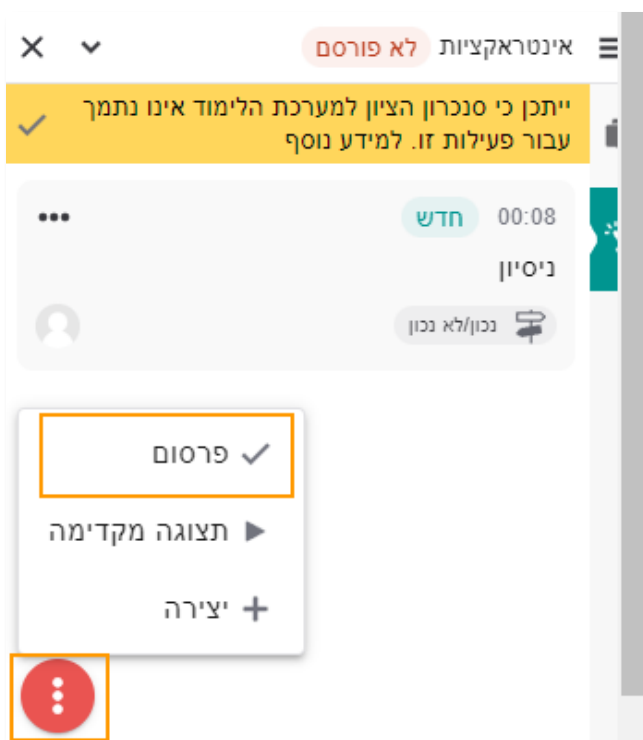 אינטראקציות לא פורסם
ייתכן כי סנכרון הציון למערכת הלימוד אינו נתמך
עבור פעילות זו. למידע נוסף
00:08 חדש
ניסיון
נכון/לא נכון
פרסום
תצוגה מקדימה
יצירה